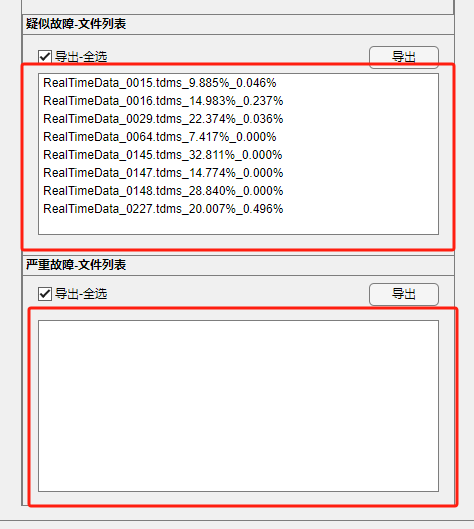 疑似故障-文件列表
导出-全选
导出
RealTimeData_0015.tdms_9.885%_0.046%
RealTimeData_0016.tdms_14.983%_0.237%
RealTimeData_0029.tdms_22.374%_0.036%
RealTimeData_0064.tdms_7.417%_0.000%
RealTimeData_0145.tdms_32.811%_0.000%
RealTimeData_0147.tdms_14.774%_0.000%
RealTimeData_0148.tdms_28.840%_0.000%
RealTimeData_0227.tdms_20.007%_0.496%
严重故障-文件列表
导出-全选
导出